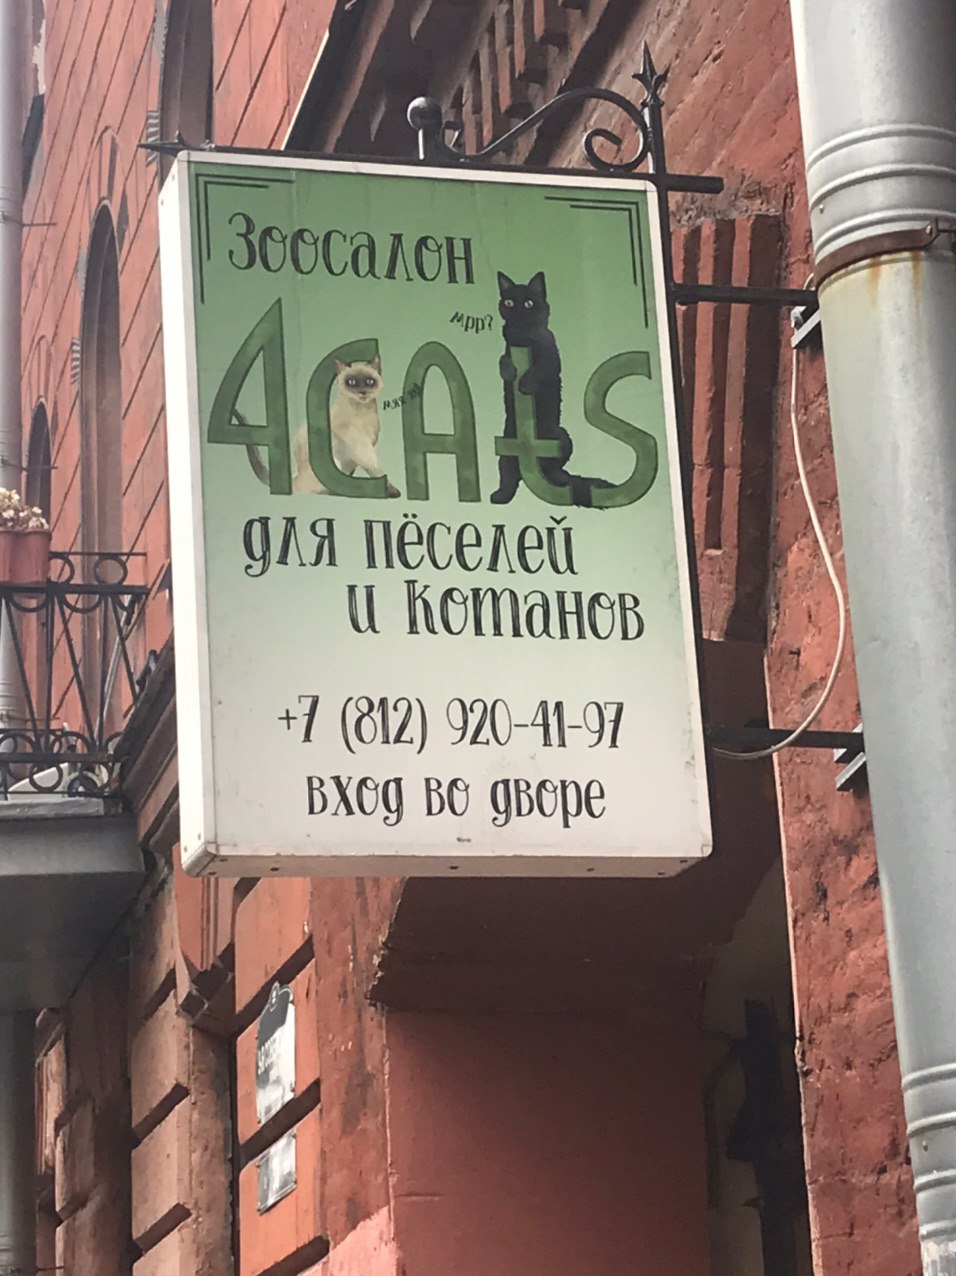 Зоосалон
мрр?
4cats
для пёселей
и котанов
+7 (812) 920-41-97
вход во дворе